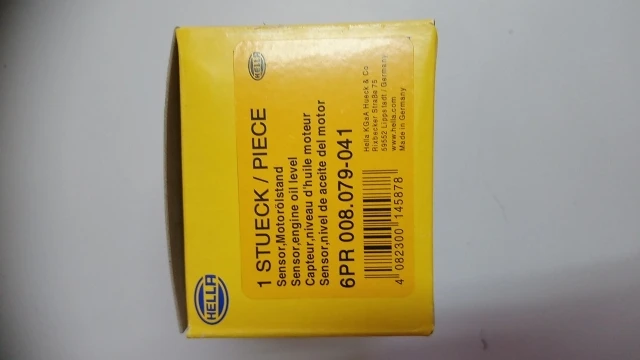 HELLA
1 STUECK / PIECE
Sensor,Motorölstand
Sensor,engine oil level
Capteur,niveau d'huile moteur
Sensor,nivel de aceite del motor
6PR 008.079-041
4 082300 145878
HELLA
Hella KGaA Hueck & Co
Rixbecker Straße 75
59552 Lippstadt / Germany
www.hella.com
Made in Germany